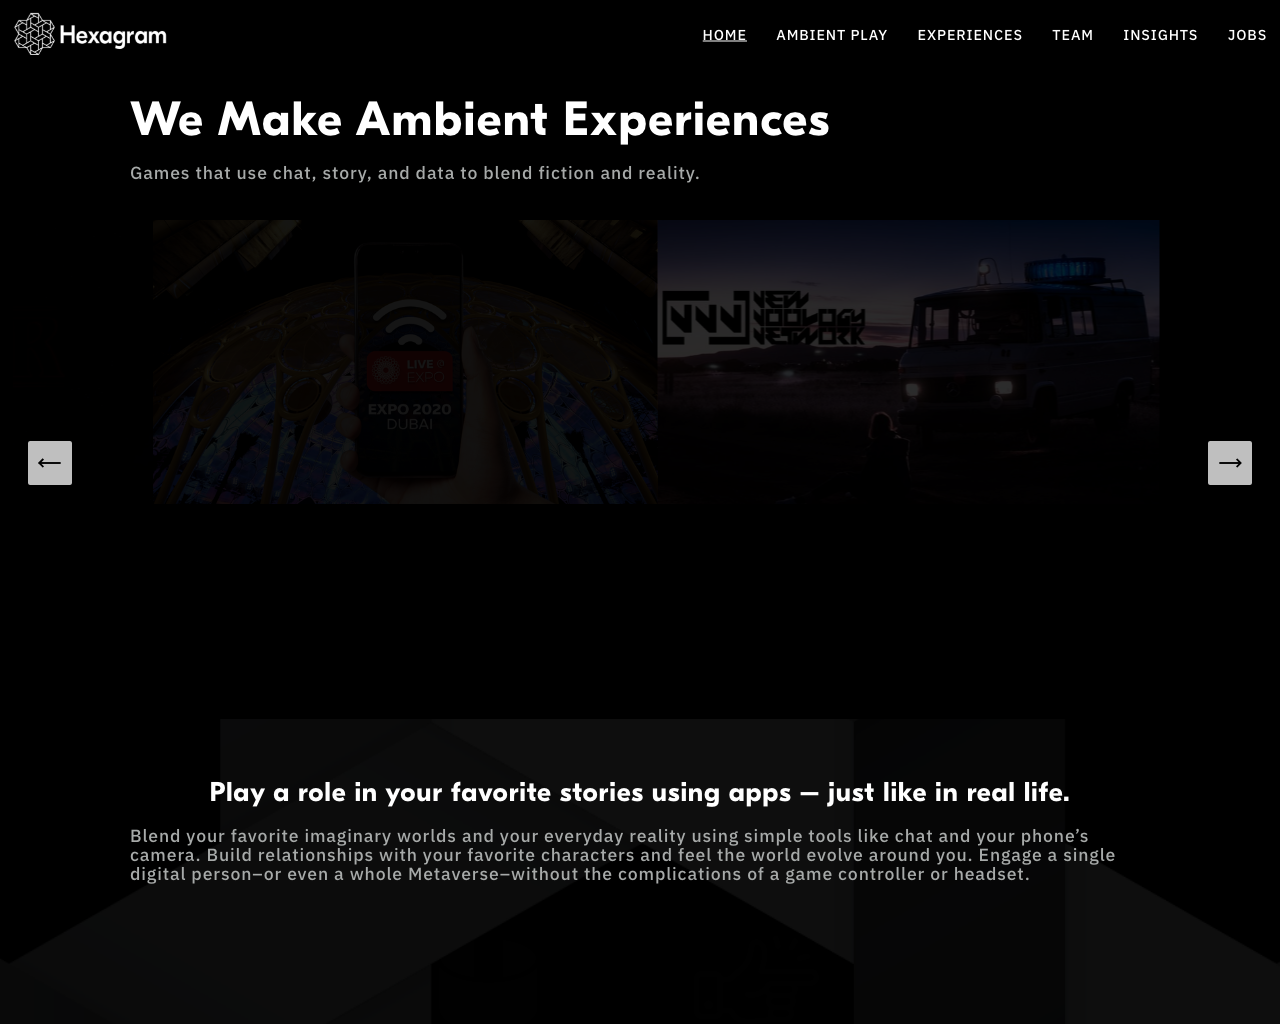 Hexagram
HOME AMBIENT PLAY EXPERIENCES TEAM INSIGHTS JOBS
We Make Ambient Experiences
Games that use chat, story, and data to blend fiction and reality.
LIVE
EXPO
EXPO 2020
DUBAI
NEW
NOOLOGY
NETWORK
Play a role in your favorite stories using apps — just like in real life.
Blend your favorite imaginary worlds and your everyday reality using simple tools like chat and your phone’s
camera. Build relationships with your favorite characters and feel the world evolve around you. Engage a single
digital person–or even a whole Metaverse–without the complications of a game controller or headset.